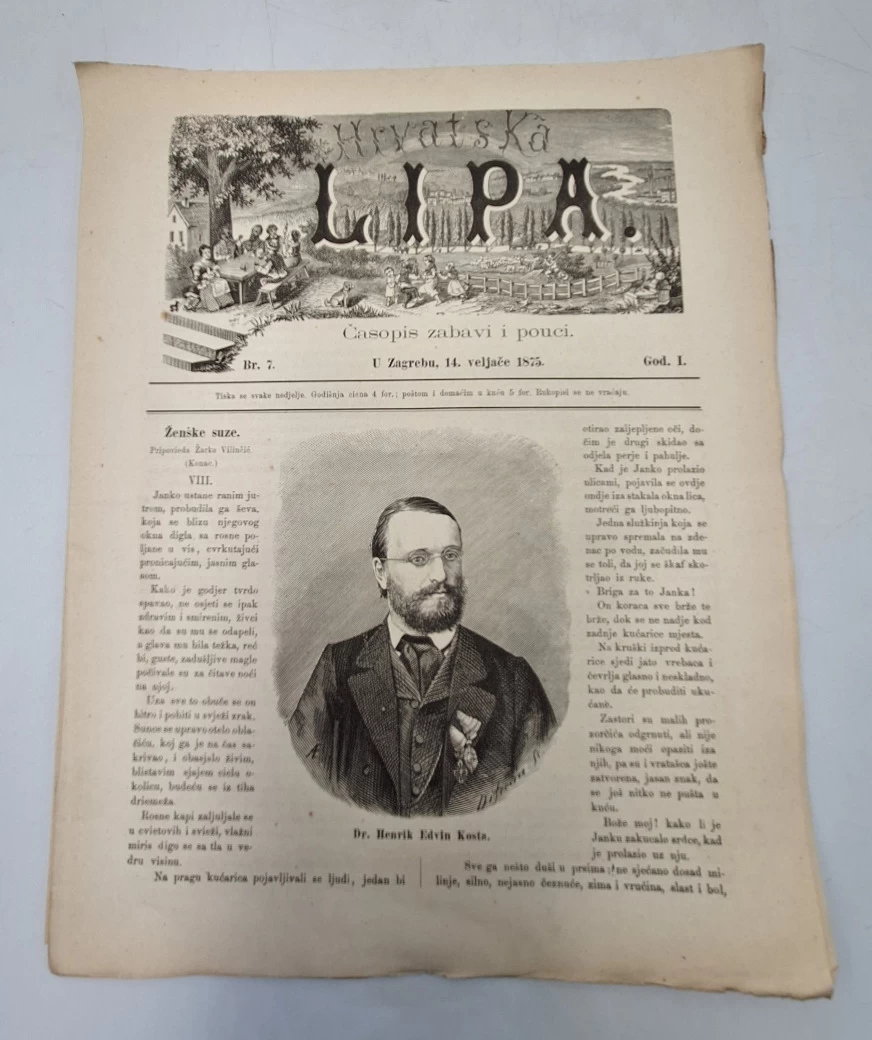 Hrvatska
LIPA.
Časopis zabavi i pouci.
Br. 7.
U Zagrebu, 14. veljače 1875.
God. I.
Tiska se svake nedjelje. Godišnja ciena 4 for.; poštom i domaćim u kuću 5 for. Rukopisi se ne vraćaju.
Ženske suze.
Pripovieda Žarko Vilinčić.
(Konac.)
VIII.
Janko ustane ranim ju-
trom, probudila ga ševa,
koja se blizu njegovog
okna digla sa rosne po-
ljane u vis, cvrkutajući
pronicajućim, jasnim gla-
som.
Kako je godjer tvrdo
spavao, ne osjeti se ipak
zdravim i smirenim, živci
kao da su mu se odapeli,
u glava mu bila težka, reć
bi, guste, zadušljive magle
počivale su za čitave noći
na njoj.
Uza sve to obuče se on
hitro i pohiti u svježi zrak.
Sunce se upravo otelo obla-
čiću, koj ga je na čas sa-
krivao, i obasjelo živim,
blistavim sjajem cielu o-
kolicu, budeću se iz tiha
driemeža
Rosne kapi zaljuljale se
u cvietovih i svieži, vlažni
miris digo se sa tla u ve-
dru visinu.
Na pragu kućarica pojavljivali se ljudi, jedan bi
Dr. Henrik Edvin Kosta.
otirao zaljepljene oči, do-
čim je drugi skidao sa
odjela perje i pahulje.
Kad je Janko prolazio
ulicami, pojavila se ovdje
ondje iza stakala okna lica,
motreći ga ljubopitno.
Jedna služkinja koja se
upravo spremala na zde-
nac po vodu, začudila mu
se toli, da joj se škaf sko-
trljao iz ruke.
Briga za to Janka!
On koraca sve brže te
brže, dok se ne nadje kod
zadnje kućarice mjesta.
Na kruški izpred kuća-
rice sjedi jato vrebaca i
čevrlja glasno i neskladno,
kao da će probuditi uku-
ćane.
Zastori su malih pro-
zorčića odgrnuti, ali nije
nikoga moći opaziti iza
njih, pa su i vratašca jošte
zatvorena, jasan znak, da
se još nitko ne pašta u
kuću.
Bože moj! kako li je
Janku zakucalo srdce, kad
je prolazio uz nju.
Sve ga nešto duši u prsima; ne sjećano dosad mi-
linje, silno, nejasno čeznuće, zima i vrućina, slast i bol,